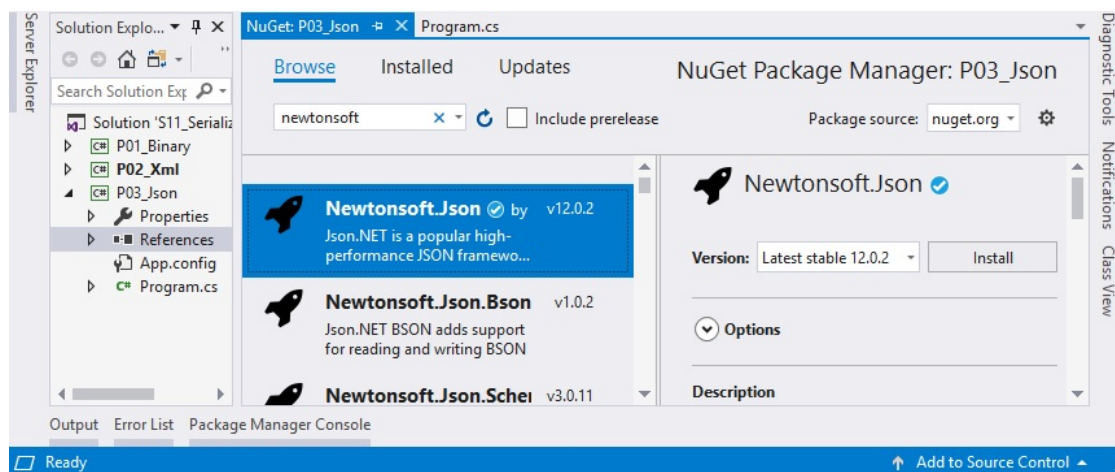 Server Explorer
Solution Explo...
Search Solution Exp
Solution 'S11_Serializ
C# P01_Binary
C# P02_Xml
C# P03_Json
Properties
References
App.config
C# Program.cs
NuGet: P03_Json
Program.cs
Browse Installed Updates
NuGet Package Manager: P03_Json
newtonsoft
Include prerelease
Package source: nuget.org
Newtonsoft.Json by v12.0.2
Json.NET is a popular high-
performance JSON framewo...
Newtonsoft.Json.Bson v1.0.2
Json.NET BSON adds support
for reading and writing BSON
Newtonsoft.Json.Scher v3.0.11
Newtonsoft.Json
Version: Latest stable 12.0.2 Install
Options
Description
Diagnostic Tools Notifications Class View
Output Error List Package Manager Console
Ready
Add to Source Control